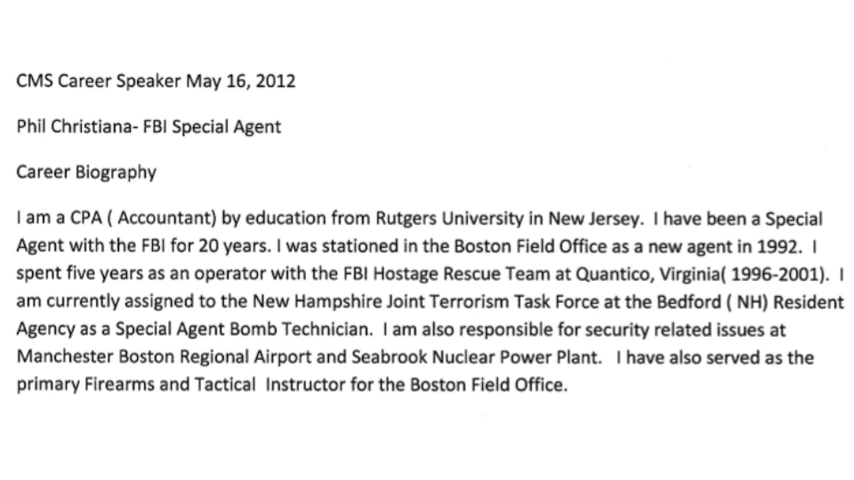 CMS Career Speaker May 16, 2012
Phil Christiana- FBI Special Agent
Career Biography
I am a CPA ( Accountant) by education from Rutgers University in New Jersey.  I have been a Special
Agent with the FBI for 20 years. I was stationed in the Boston Field Office as a new agent in 1992.  I
spent five years as an operator with the FBI Hostage Rescue Team at Quantico, Virginia( 1996-2001).  I
am currently assigned to the New Hampshire Joint Terrorism Task Force at the Bedford ( NH) Resident
Agency as a Special Agent Bomb Technician.  I am also responsible for security related issues at
Manchester Boston Regional Airport and Seabrook Nuclear Power Plant.   I have also served as the
primary Firearms and Tactical  Instructor for the Boston Field Office.